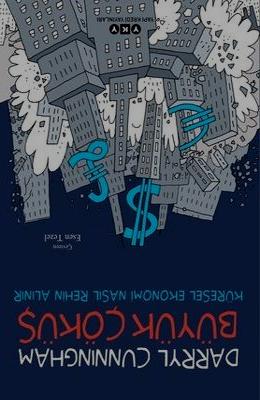 DARRYL CUNNINGHAM
BÜYÜK ÇÖKÜŞ
KÜRESEL EKONOMİ NASIL REHİN ALINIR
Çeviren
Esen Tezel
YKY
YAPI KREDİ YAYINLARI